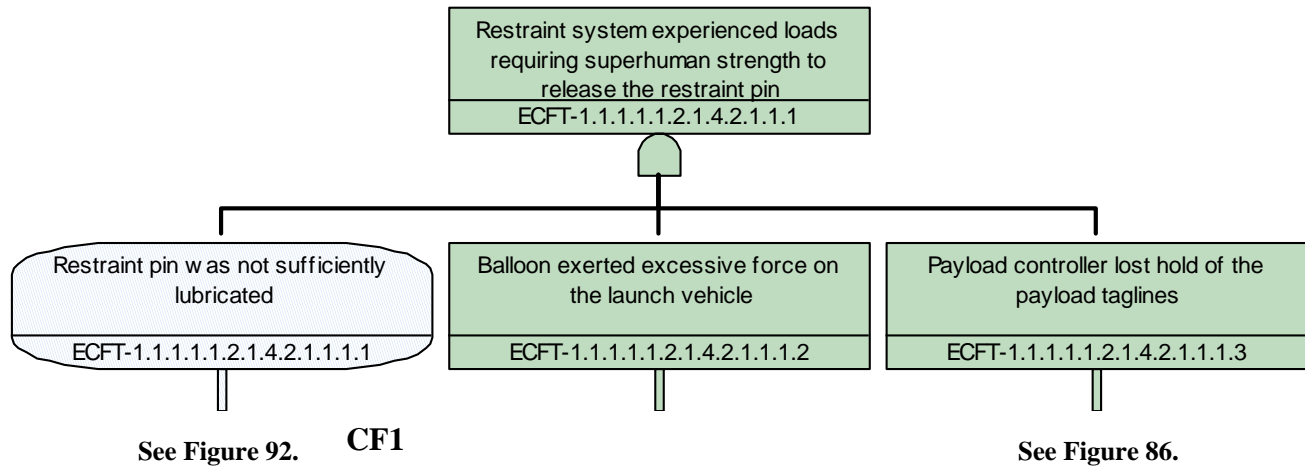 Restraint system experienced loads
requiring superhuman strength to
release the restraint pin
ECFT-1.1.1.1.1.2.1.4.2.1.1.1
Restraint pin was not sufficiently
lubricated
ECFT-1.1.1.1.1.2.1.4.2.1.1.1.1
Balloon exerted excessive force on
the launch vehicle
ECFT-1.1.1.1.1.2.1.4.2.1.1.1.2
Payload controller lost hold of the
payload taglines
ECFT-1.1.1.1.1.2.1.4.2.1.1.1.3
See Figure 92.
CF1
See Figure 86.